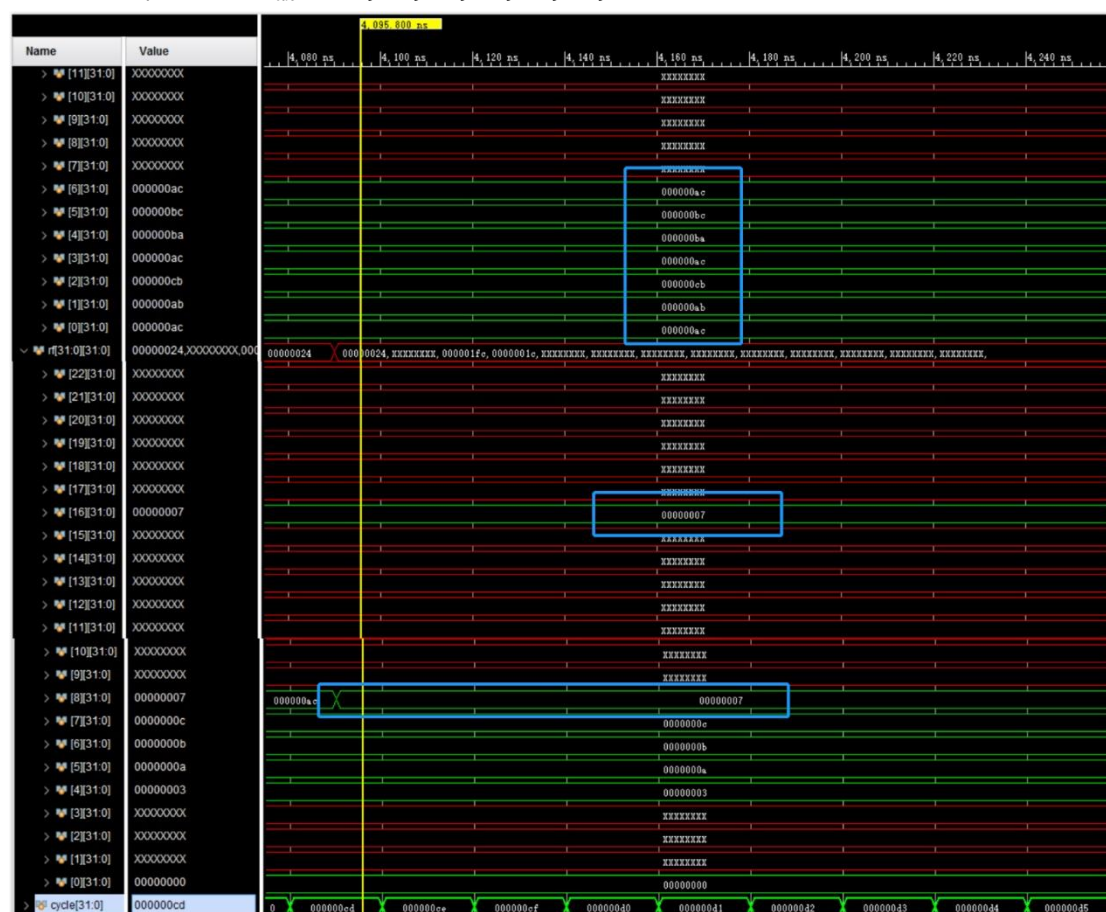 4,095.800 ns
Name Value
4,080 ns 4,100 ns 4,120 ns 4,140 ns 4,160 ns 4,180 ns 4,200 ns 4,220 ns 4,240 ns
[11][31:0] XXXXXXXX XXXXXXXX
[10][31:0] XXXXXXXX XXXXXXXX
[9][31:0] XXXXXXXX XXXXXXXX
[8][31:0] XXXXXXXX XXXXXXXX
[7][31:0] XXXXXXXX XXXXXXXX
[6][31:0] 000000ac 000000ac
[5][31:0] 000000bc 000000bc
[4][31:0] 000000ba 000000ba
[3][31:0] 000000ac 000000ac
[2][31:0] 000000cb 000000cb
[1][31:0] 000000ab 000000ab
[0][31:0] 000000ac 000000ac
rf[31:0][31:0] 00000024,XXXXXXXX,000 00000024 00000024, XXXXXXXX, 000001fc, 0000001c, XXXXXXXX, XXXXXXXX, XXXXXXXX, XXXXXXXX, XXXXXXXX, XXXXXXXX, XXXXXXXX, XXXXXXXX, XXXXXXXX,
[22][31:0] XXXXXXXX XXXXXXXX
[21][31:0] XXXXXXXX XXXXXXXX
[20][31:0] XXXXXXXX XXXXXXXX
[19][31:0] XXXXXXXX XXXXXXXX
[18][31:0] XXXXXXXX XXXXXXXX
[17][31:0] XXXXXXXX XXXXXXXX
[16][31:0] 00000007 00000007
[15][31:0] XXXXXXXX XXXXXXXX
[14][31:0] XXXXXXXX XXXXXXXX
[13][31:0] XXXXXXXX XXXXXXXX
[12][31:0] XXXXXXXX XXXXXXXX
[11][31:0] XXXXXXXX XXXXXXXX
[10][31:0] XXXXXXXX XXXXXXXX
[9][31:0] XXXXXXXX XXXXXXXX
[8][31:0] 00000007 000000ac 00000007
[7][31:0] 0000000c 0000000c
[6][31:0] 0000000b 0000000b
[5][31:0] 0000000a 0000000a
[4][31:0] 00000003 00000003
[3][31:0] XXXXXXXX XXXXXXXX
[2][31:0] XXXXXXXX XXXXXXXX
[1][31:0] XXXXXXXX XXXXXXXX
[0][31:0] 00000000 00000000
cycle[31:0] 000000cd 0 000000cd 000000ce 000000cf 000000d0 000000d1 000000d2 000000d3 000000d4 000000d5